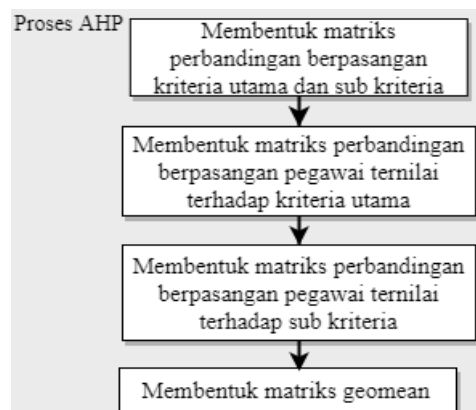 Proses AHP
Membentuk matriks
perbandingan berpasangan
kriteria utama dan sub kriteria
Membentuk matriks perbandingan
berpasangan pegawai ternilai
terhadap kriteria utama
Membentuk matriks perbandingan
berpasangan pegawai ternilai
terhadap sub kriteria
Membentuk matriks geomean